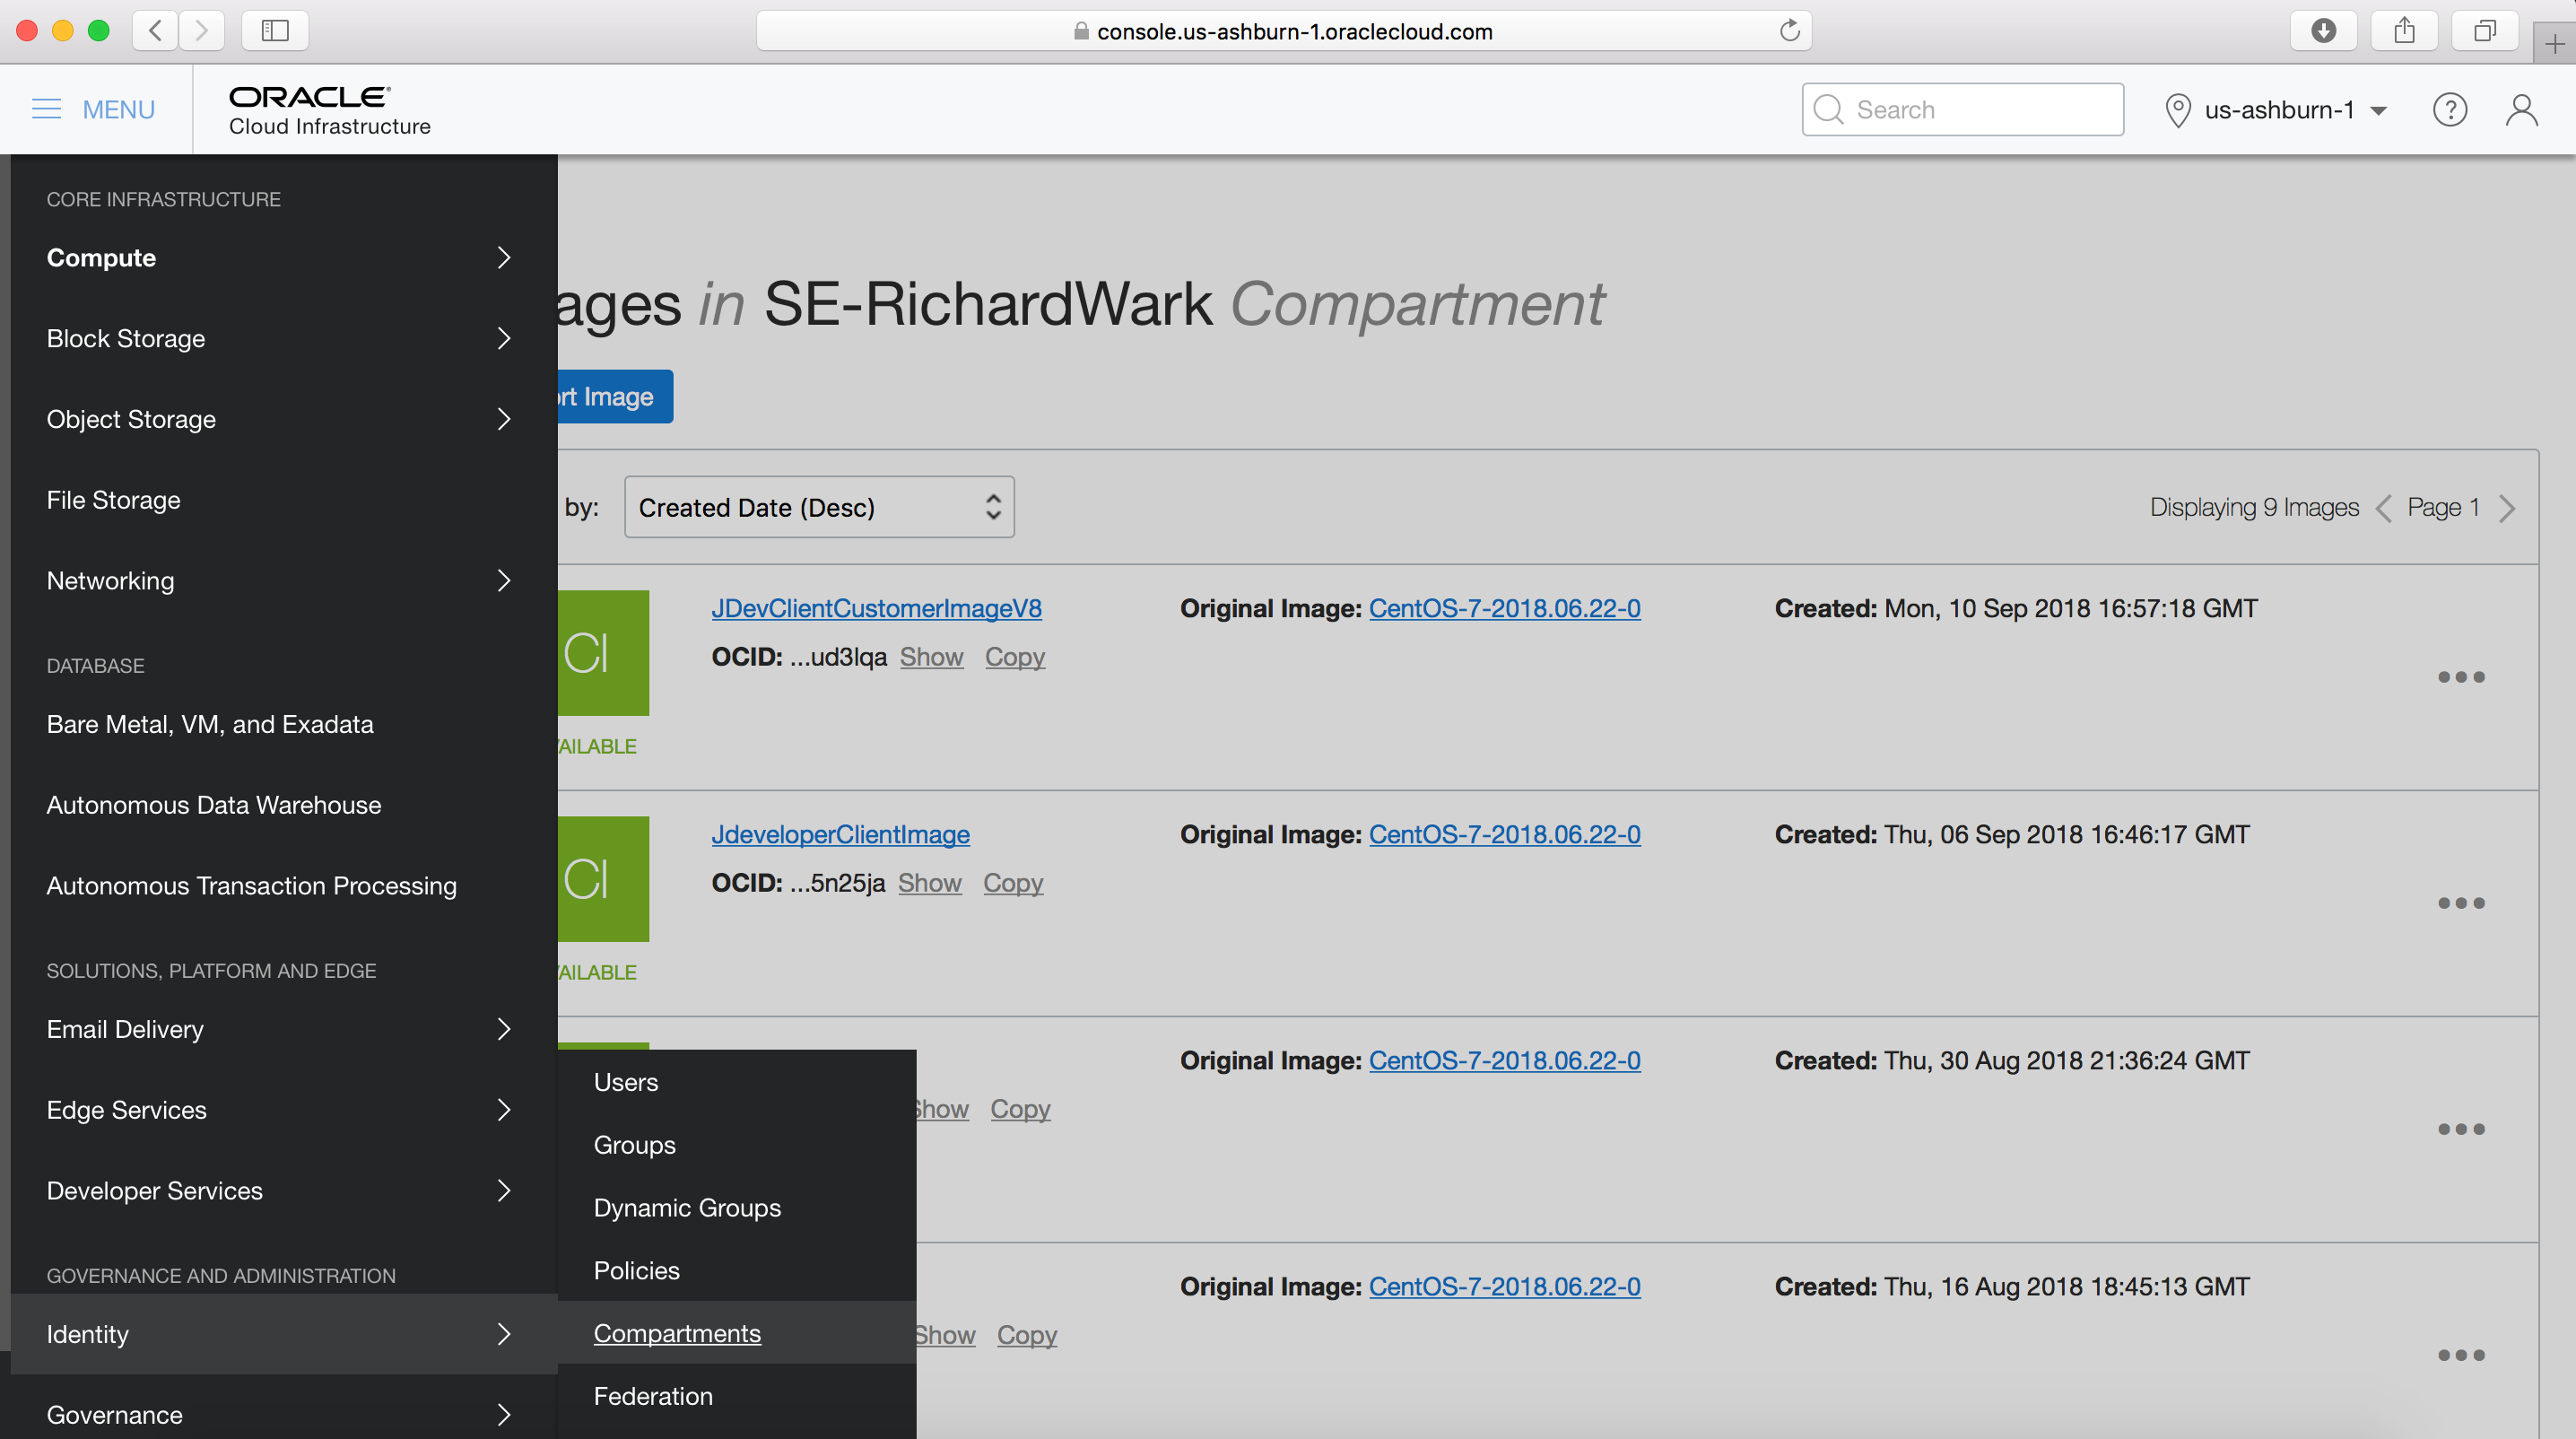 console.us-ashburn-1.oraclecloud.com
MENU
ORACLE
Cloud Infrastructure
Search
us-ashburn-1
CORE INFRASTRUCTURE
Compute
Block Storage
Object Storage
File Storage
Networking
DATABASE
Bare Metal, VM, and Exadata
Autonomous Data Warehouse
Autonomous Transaction Processing
SOLUTIONS, PLATFORM AND EDGE
Email Delivery
Edge Services
Developer Services
GOVERNANCE AND ADMINISTRATION
Identity
Governance
Users
Groups
Dynamic Groups
Policies
Compartments
Federation
ages in SE-RichardWark Compartment
rt Image
by: Created Date (Desc)
Displaying 9 Images Page 1
CI
AILABLE
JDevClientCustomerImageV8
OCID: ...ud3lqa Show Copy
Original Image: CentOS-7-2018.06.22-0
Created: Mon, 10 Sep 2018 16:57:18 GMT
CI
AILABLE
JdeveloperClientImage
OCID: ...5n25ja Show Copy
Original Image: CentOS-7-2018.06.22-0
Created: Thu, 06 Sep 2018 16:46:17 GMT
Show Copy
Original Image: CentOS-7-2018.06.22-0
Created: Thu, 30 Aug 2018 21:36:24 GMT
Show Copy
Original Image: CentOS-7-2018.06.22-0
Created: Thu, 16 Aug 2018 18:45:13 GMT